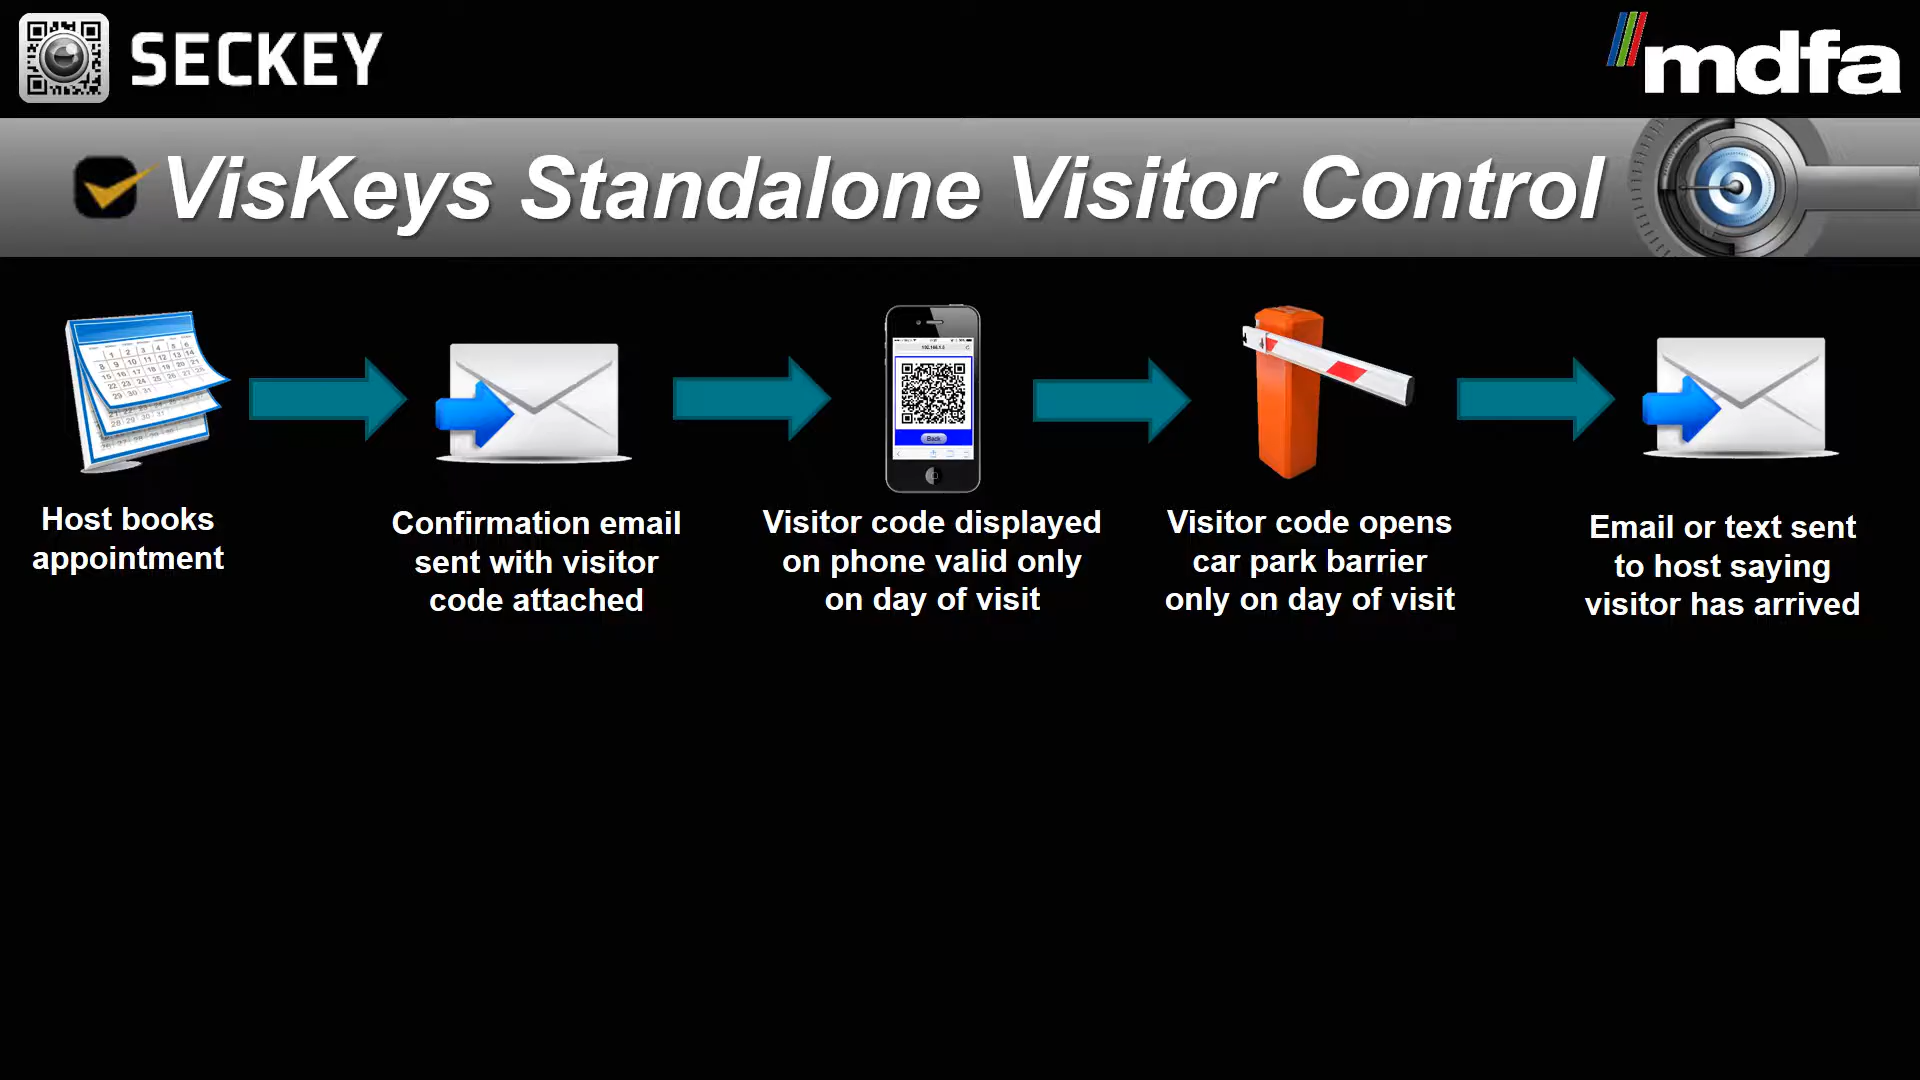 SECKEY
mdfa
VisKeys Standalone Visitor Control
Host books
appointment
Confirmation email
sent with visitor
code attached
Back
Visitor code displayed
on phone valid only
on day of visit
Visitor code opens
car park barrier
only on day of visit
Email or text sent
to host saying
visitor has arrived